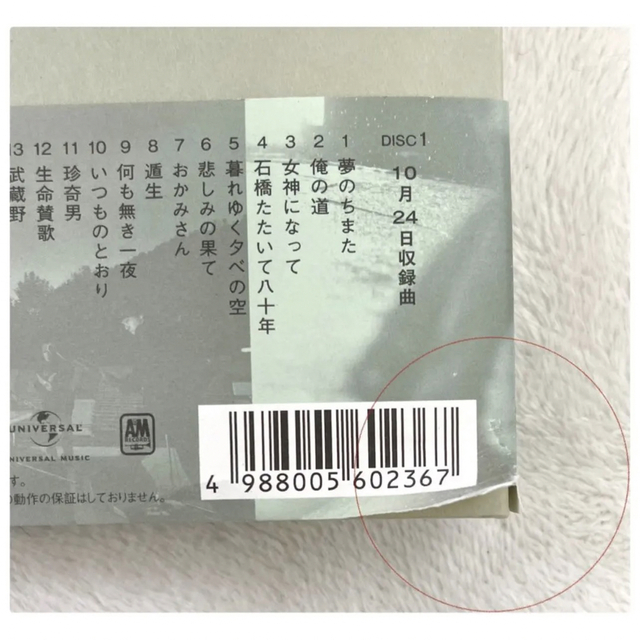 DISC1
10月24日収録曲
1 夢のちまた
2 俺の道
3 女神になって
4 石橋たたいて八十年
5 暮れゆく夕べの空
6 悲しみの果て
7 おかみさん
8 遁生
9 何も無き一夜
10 いつものとおり
11 珍奇男
12 生命賛歌
13 武蔵野
UNIVERSAL
UNIVERSAL MUSIC
A&M
RECORDS
4 988005 602367
す。
の動作の保証はしておりません。